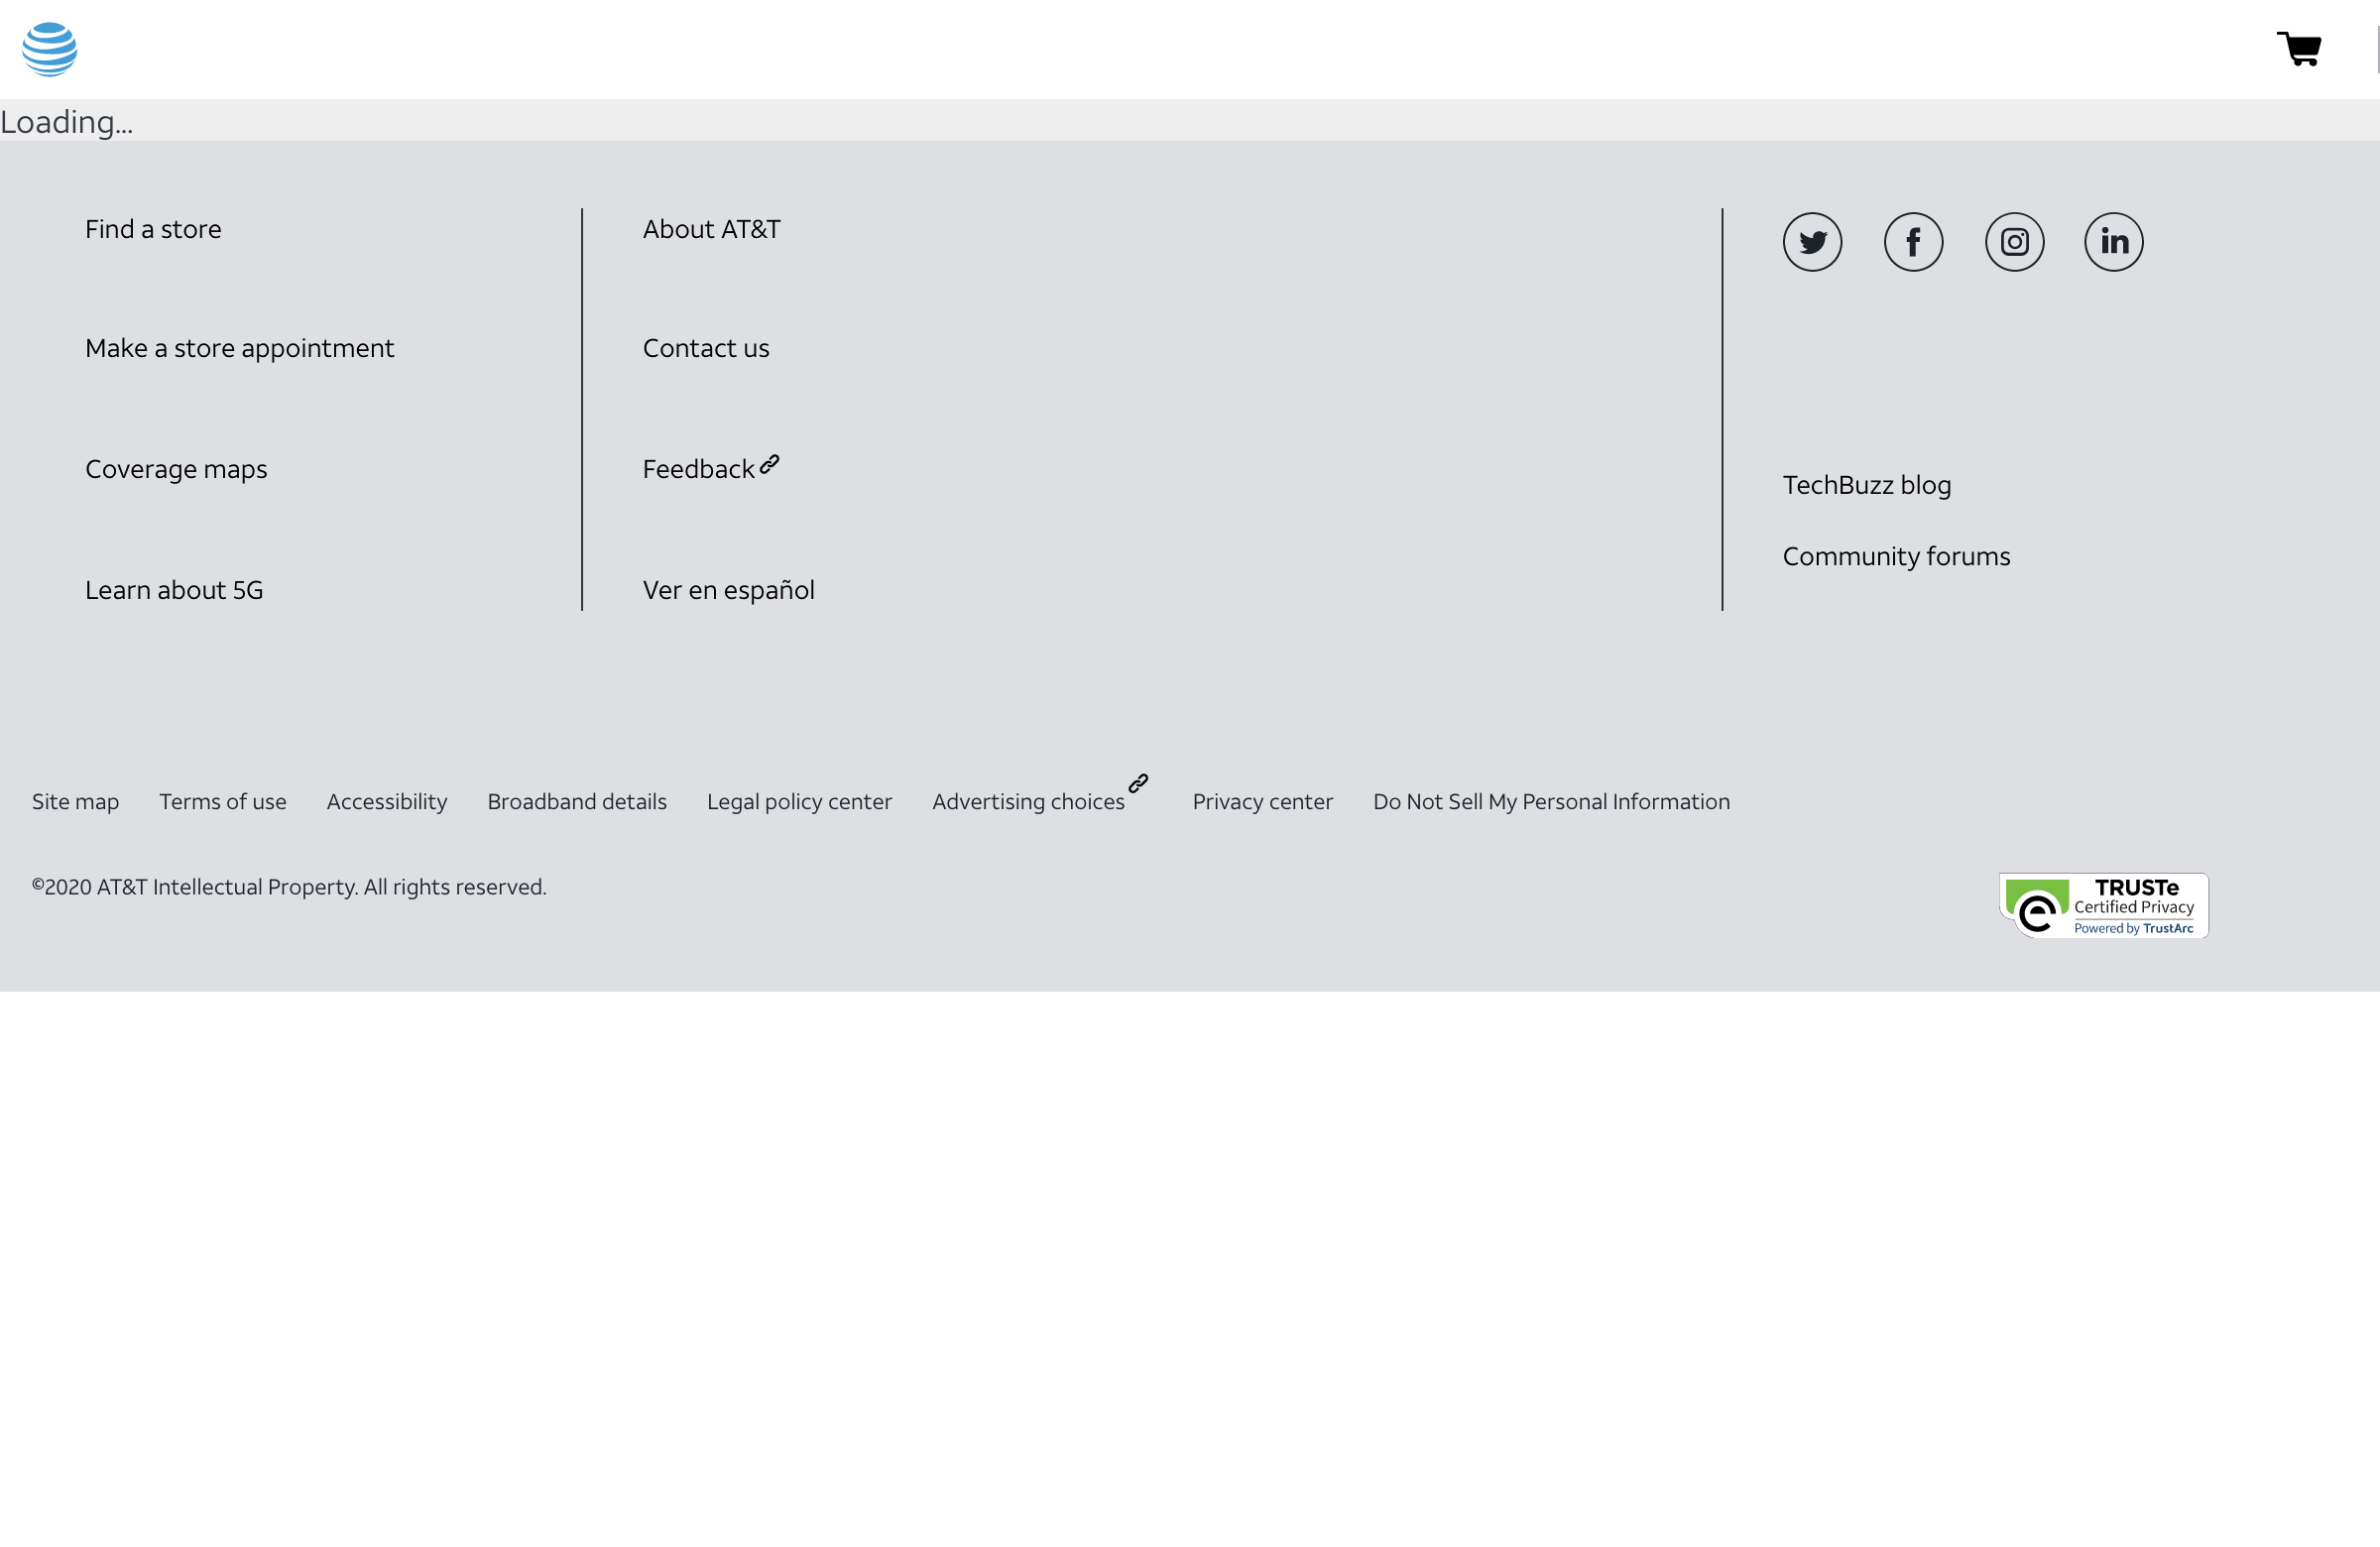 Loading...
Find a store
Make a store appointment
Coverage maps
Learn about 5G
About AT&T
Contact us
Feedback
Ver en español
TechBuzz blog
Community forums
Site map Terms of use Accessibility Broadband details Legal policy center Advertising choices Privacy center Do Not Sell My Personal Information
©2020 AT&T Intellectual Property. All rights reserved.
TRUSTe
Certified Privacy
Powered by TrustArc